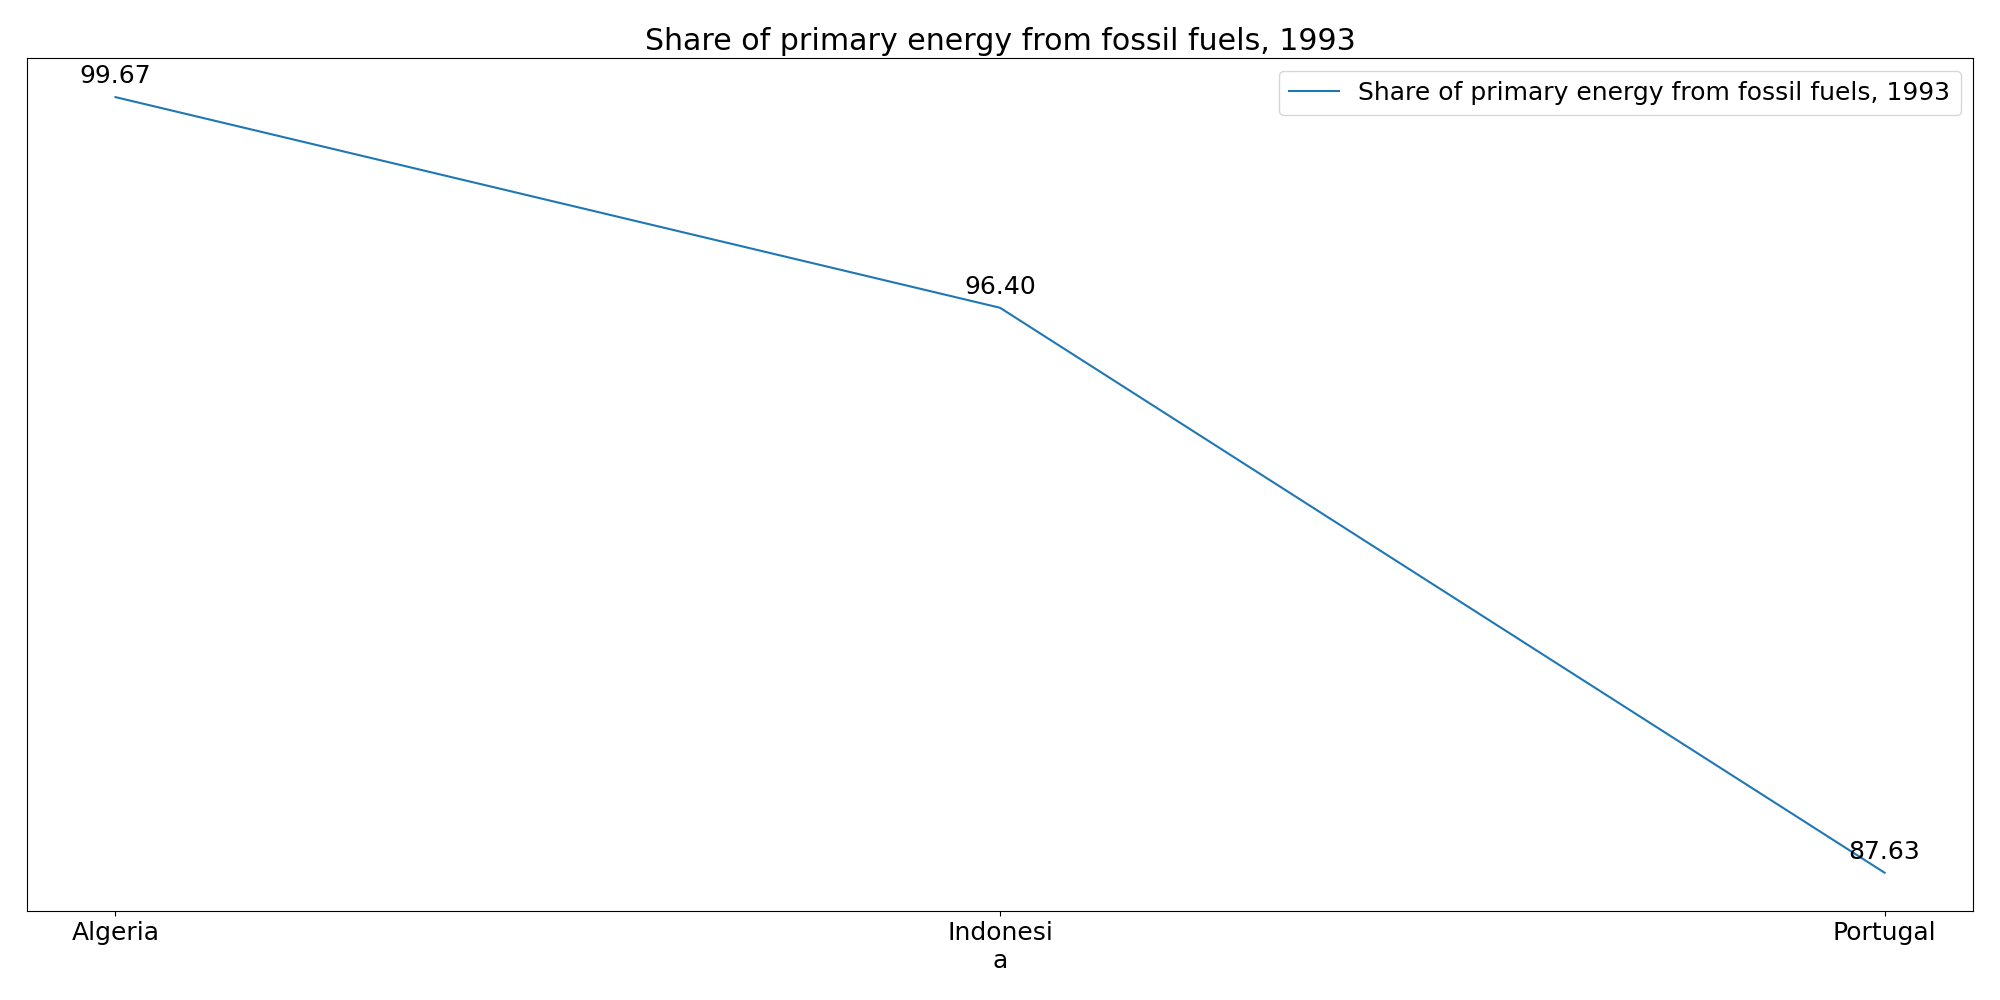 Share of primary energy from fossil fuels, 1993
Share of primary energy from fossil fuels, 1993
99.67
96.40
87.63
Algeria
Indonesi
a
Portugal